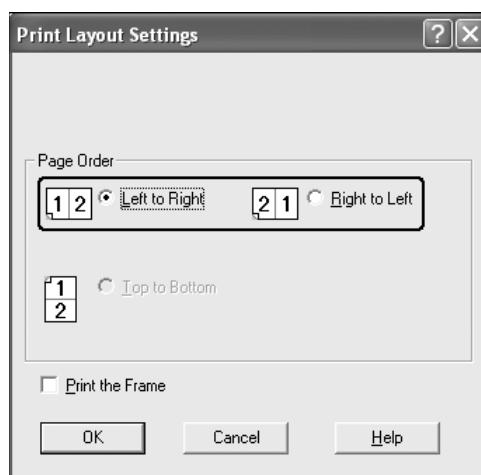 Print Layout Settings
Page Order
1 2 Left to Right 2 1 Right to Left
1 Top to Bottom
2
Print the Frame
OK Cancel Help